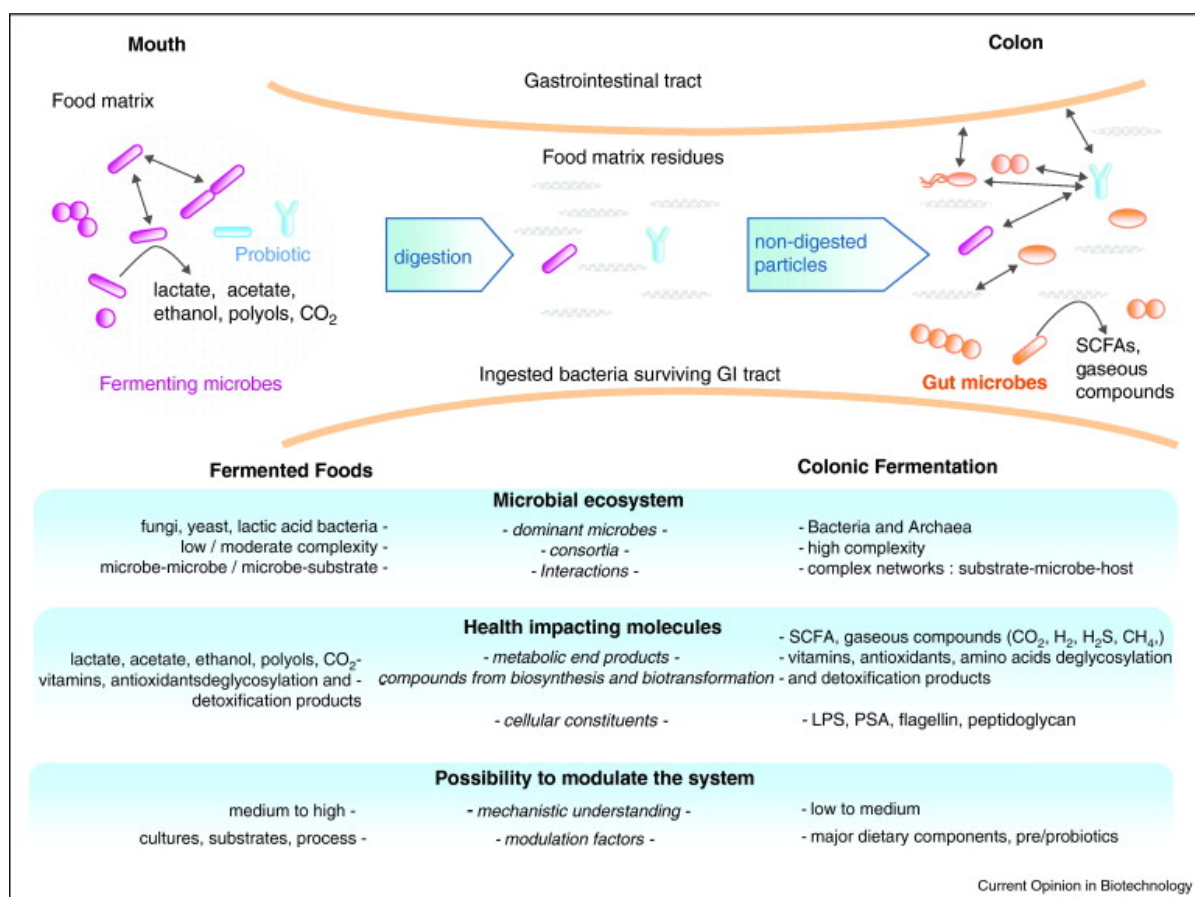 Mouth
Colon
Gastrointestinal tract
Food matrix
Food matrix residues
Probiotic
digestion
non-digested
particles
lactate, acetate,
ethanol, polyols, CO2
Fermenting microbes
Ingested bacteria surviving GI tract
Gut microbes
SCFAs,
gaseous
compounds
Fermented Foods
Colonic Fermentation
Microbial ecosystem
fungi, yeast, lactic acid bacteria -
- dominant microbes -
- Bacteria and Archaea
low / moderate complexity -
- consortia -
- high complexity
microbe-microbe / microbe-substrate -
- Interactions -
- complex networks : substrate-microbe-host
Health impacting molecules
- SCFA, gaseous compounds (CO2, H2, H2S, CH4,)
lactate, acetate, ethanol, polyols, CO2-
- metabolic end products -
- vitamins, antioxidants, amino acids deglycosylation
vitamins, antioxidantsdeglycosylation and -
compounds from biosynthesis and biotransformation -
- and detoxification products
detoxification products
- cellular constituents -
- LPS, PSA, flagellin, peptidoglycan
Possibility to modulate the system
medium to high -
- mechanistic understanding -
- low to medium
cultures, substrates, process -
- modulation factors -
- major dietary components, pre/probiotics
Current Opinion in Biotechnology